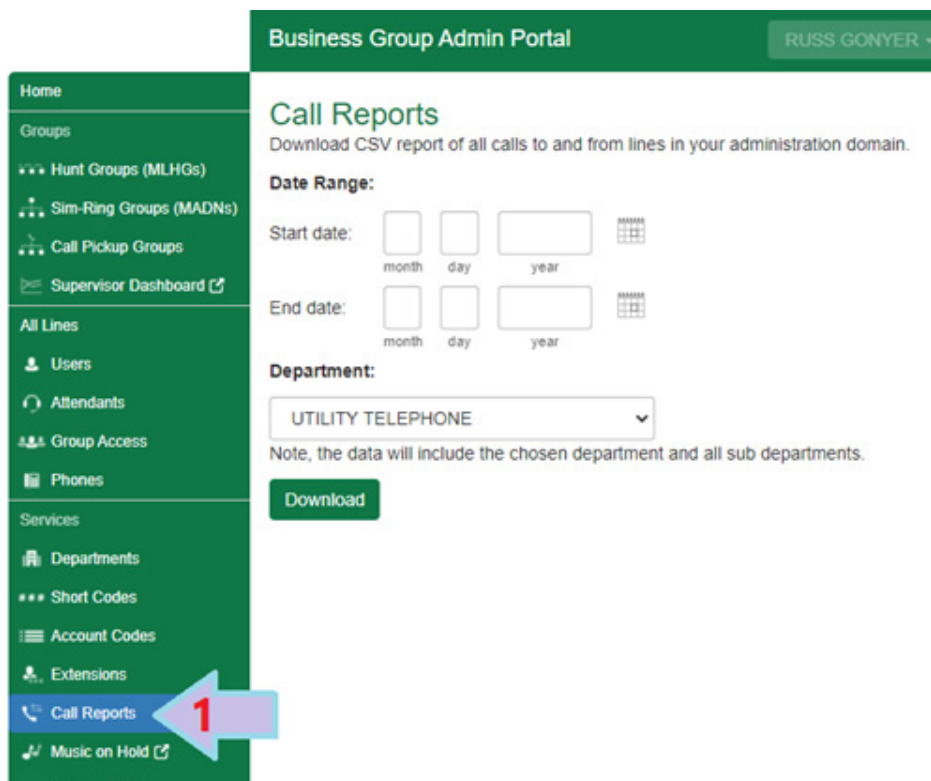 Business Group Admin Portal
RUSS GONYER
Home
Groups
Hunt Groups (MLHGs)
Sim-Ring Groups (MADNs)
Call Pickup Groups
Supervisor Dashboard
All Lines
Users
Attendants
Group Access
Phones
Services
Departments
Short Codes
Account Codes
Extensions
Call Reports
1
Music on Hold
Call Reports
Download CSV report of all calls to and from lines in your administration domain.
Date Range:
Start date:
month day year
End date:
month day year
Department:
UTILITY TELEPHONE
Note, the data will include the chosen department and all sub departments.
Download